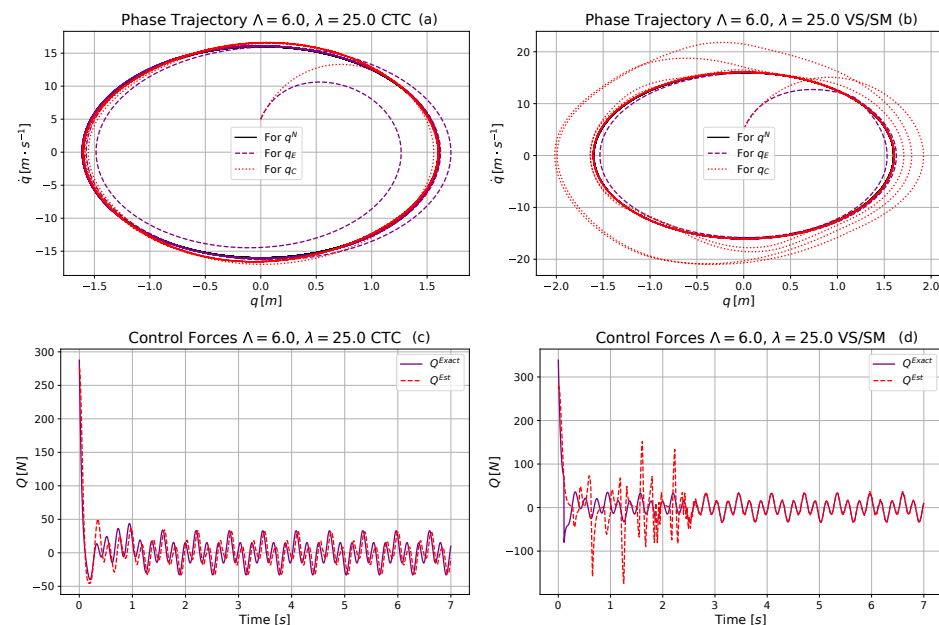 Phase Trajectory Λ = 6.0, λ = 25.0 CTC (a)
q̇ [m · s⁻¹]
15
10
5
0
−5
−10
−15
For q^N
For q_E
For q_C
−1.5 −1.0 −0.5 0.0 0.5 1.0 1.5
q [m]
Phase Trajectory Λ = 6.0, λ = 25.0 VS/SM (b)
q̇ [m · s⁻¹]
20
10
0
−10
−20
For q^N
For q_E
For q_C
−2.0 −1.5 −1.0 −0.5 0.0 0.5 1.0 1.5 2.0
q [m]
Control Forces Λ = 6.0, λ = 25.0 CTC (c)
Q [N]
300
250
200
150
100
50
0
−50
Q^Exact
Q^Est
0 1 2 3 4 5 6 7
Time [s]
Control Forces Λ = 6.0, λ = 25.0 VS/SM (d)
Q [N]
300
200
100
0
−100
Q^Exact
Q^Est
0 1 2 3 4 5 6 7
Time [s]